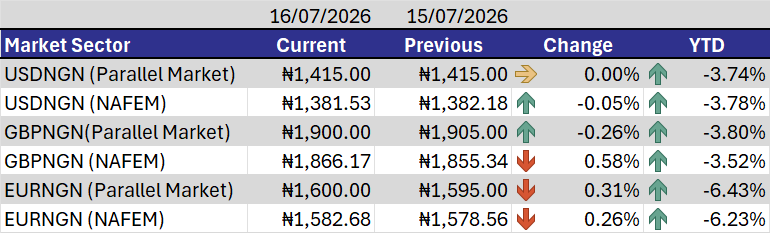 16/07/2026 15/07/2026
Market Sector Current Previous Change YTD
USDNGN (Parallel Market) ₦1,415.00 ₦1,415.00 0.00% -3.74%
USDNGN (NAFEM) ₦1,381.53 ₦1,382.18 -0.05% -3.78%
GBPNGN(Parallel Market) ₦1,900.00 ₦1,905.00 -0.26% -3.80%
GBPNGN (NAFEM) ₦1,866.17 ₦1,855.34 0.58% -3.52%
EURNGN (Parallel Market) ₦1,600.00 ₦1,595.00 0.31% -6.43%
EURNGN (NAFEM) ₦1,582.68 ₦1,578.56 0.26% -6.23%